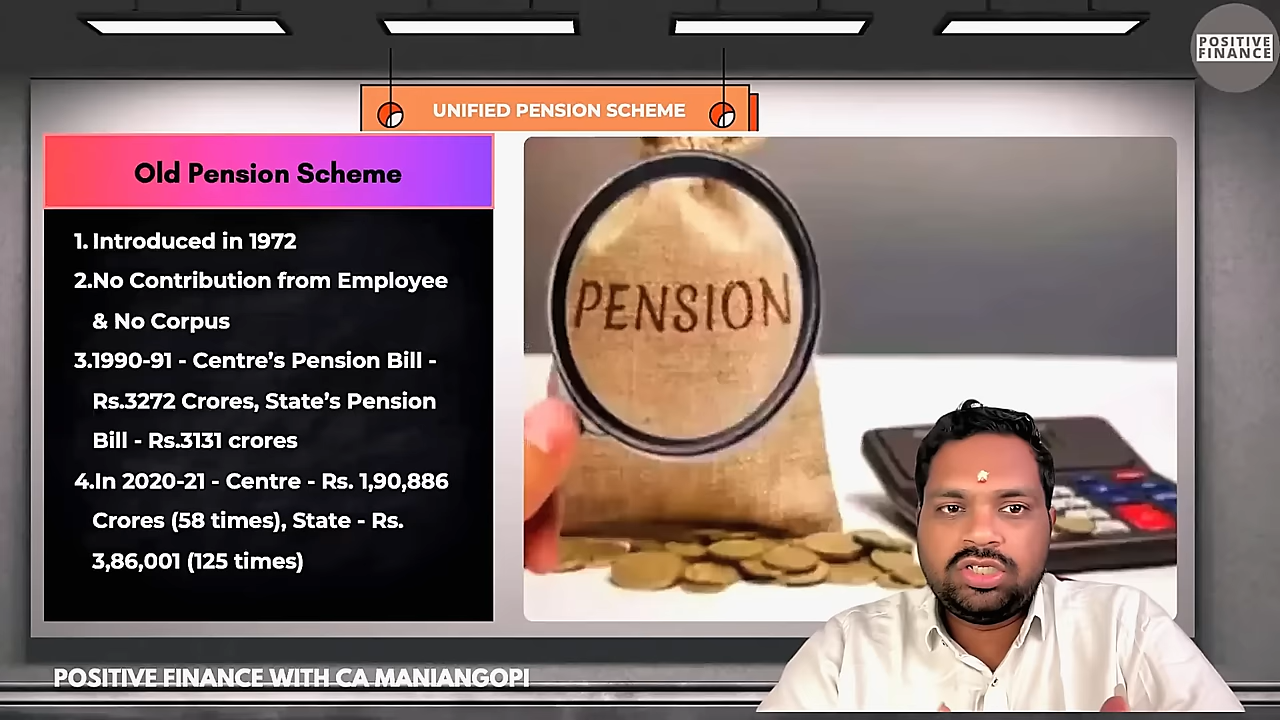 POSITIVE
FINANCE
UNIFIED PENSION SCHEME
Old Pension Scheme
1. Introduced in 1972
2.No Contribution from Employee
& No Corpus
3.1990-91 - Centre’s Pension Bill -
Rs.3272 Crores, State’s Pension
Bill - Rs.3131 crores
4.In 2020-21 - Centre - Rs. 1,90,886
Crores (58 times), State - Rs.
3,86,001 (125 times)
PENSION
POSITIVE FINANCE WITH CA MANIANGOPI